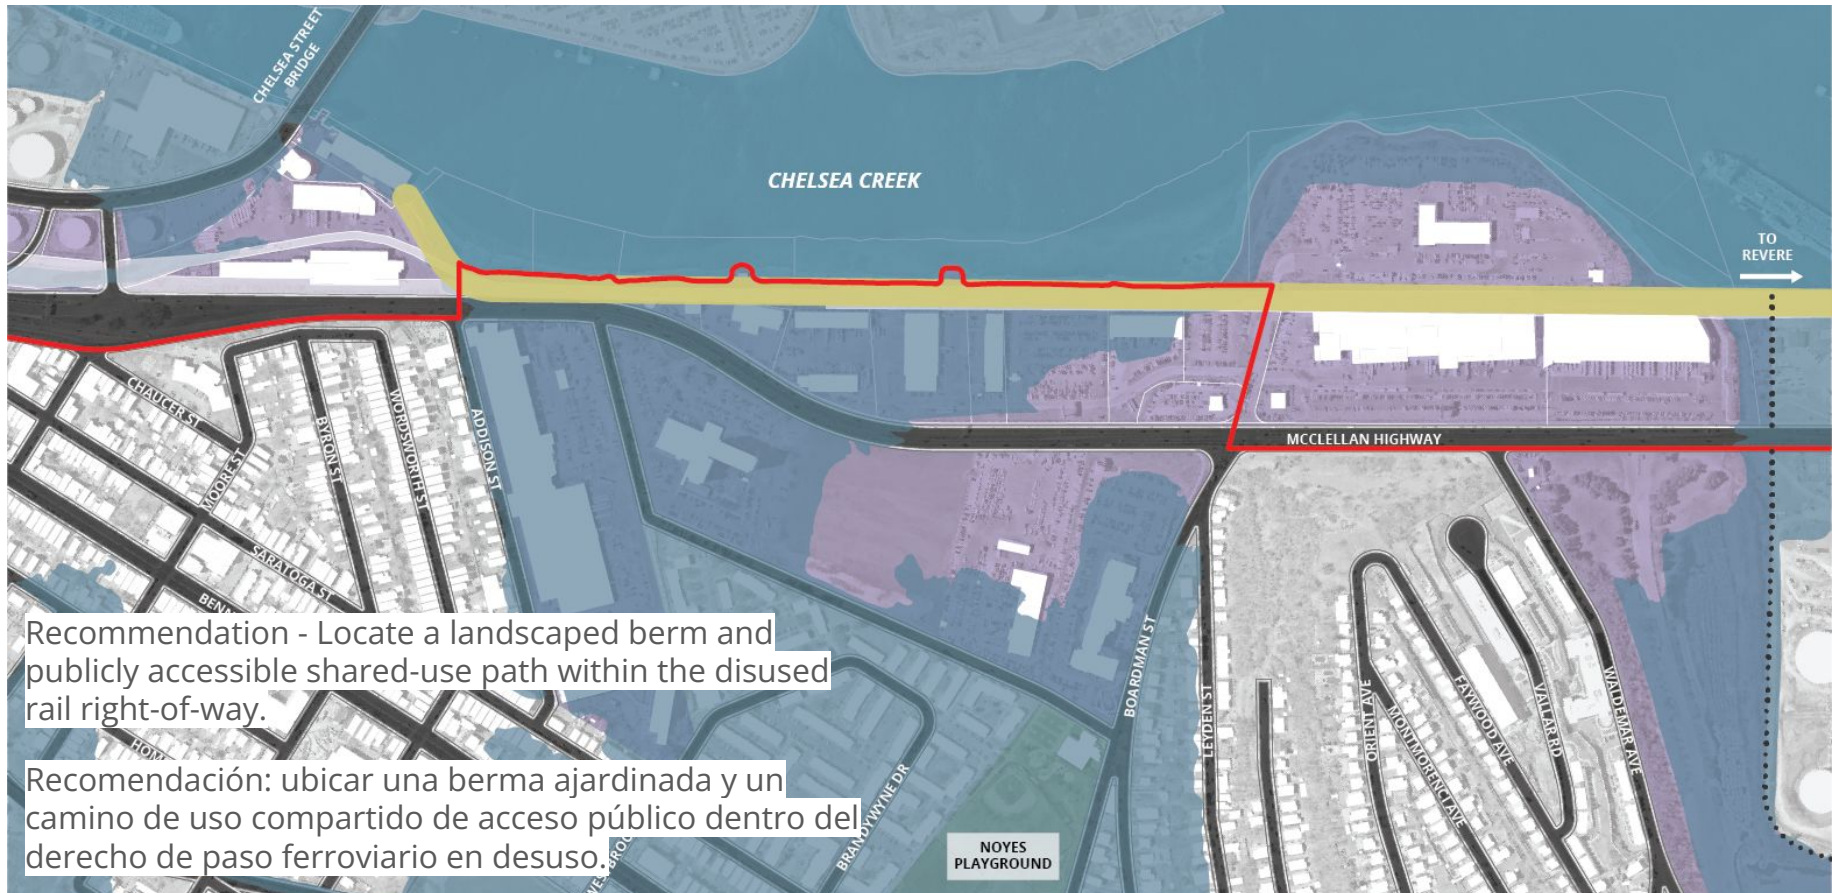 CHELSEA STREET
BRIDGE
CHELSEA CREEK
TO
REVERE
CHAUCER ST
MOORE ST
BYRON ST
WORDSWORTH ST
ADDISON ST
SARATOGA ST
MCCLELLAN HIGHWAY
BOARDMAN ST
LEYDEN ST
ORIENT AVE
MONTMORENCI AVE
FAYWOOD AVE
VALLAR RD
WALDEMAR AVE
BRANDYWYNE DR
NOYES
PLAYGROUND
Recommendation - Locate a landscaped berm and
publicly accessible shared-use path within the disused
rail right-of-way.
Recomendación: ubicar una berma ajardinada y un
camino de uso compartido de acceso público dentro del
derecho de paso ferroviario en desuso.